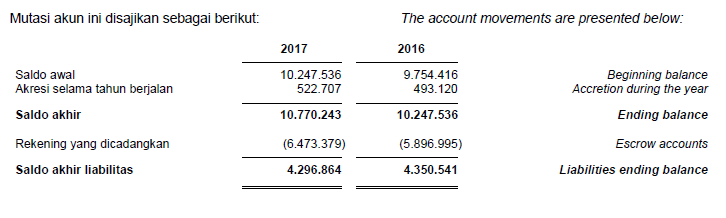 Mutasi akun ini disajikan sebagai berikut: The account movements are presented below:
2017 2016
Saldo awal 10.247.536 9.754.416 Beginning balance
Akresi selama tahun berjalan 522.707 493.120 Accretion during the year
Saldo akhir 10.770.243 10.247.536 Ending balance
Rekening yang dicadangkan (6.473.379) (5.896.995) Escrow accounts
Saldo akhir liabilitas 4.296.864 4.350.541 Liabilities ending balance